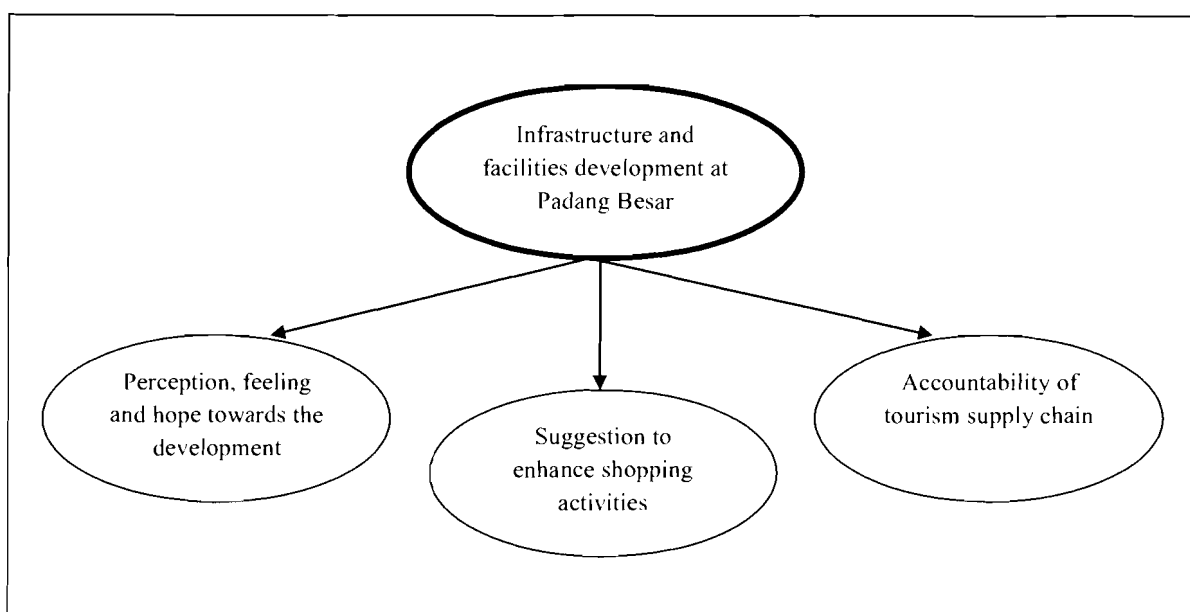 Infrastructure and
facilities development at
Padang Besar
Perception, feeling
and hope towards the
development
Suggestion to
enhance shopping
activities
Accountability of
tourism supply chain